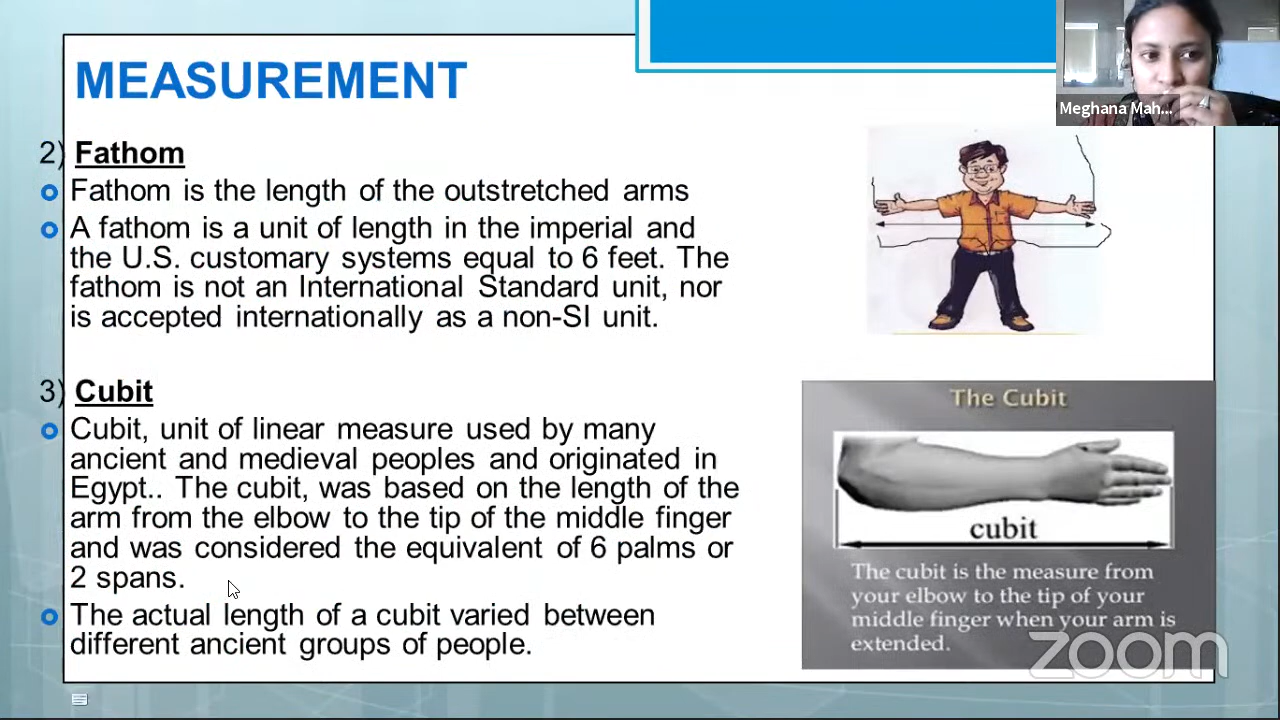 MEASUREMENT
Meghana Mah...
2) Fathom
Fathom is the length of the outstretched arms
A fathom is a unit of length in the imperial and
the U.S. customary systems equal to 6 feet. The
fathom is not an International Standard unit, nor
is accepted internationally as a non-SI unit.
3) Cubit
Cubit, unit of linear measure used by many
ancient and medieval peoples and originated in
Egypt.. The cubit, was based on the length of the
arm from the elbow to the tip of the middle finger
and was considered the equivalent of 6 palms or
2 spans.
The actual length of a cubit varied between
different ancient groups of people.
The Cubit
cubit
The cubit is the measure from
your elbow to the tip of your
middle finger when your arm is
extended.
zoom